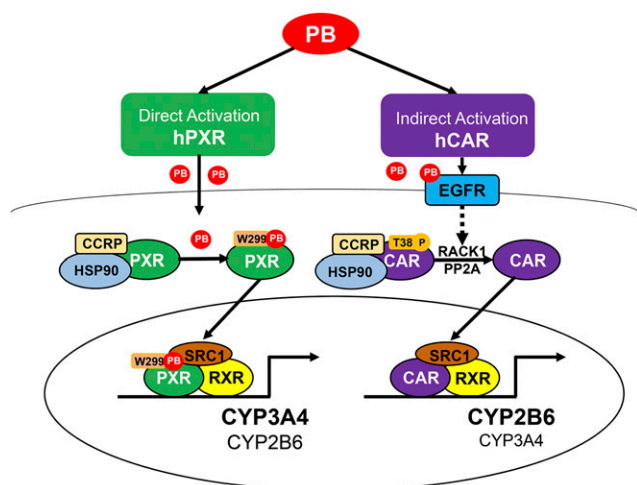 PB
Direct Activation
hPXR
Indirect Activation
hCAR
PB
PB
PB
PB
EGFR
CCRP
HSP90
PXR
PB
W299
PB
PXR
CCRP
HSP90
T38
P
CAR
RACK1
PP2A
CAR
W299
PB
SRC1
PXR
RXR
CYP3A4
CYP2B6
SRC1
CAR
RXR
CYP2B6
CYP3A4